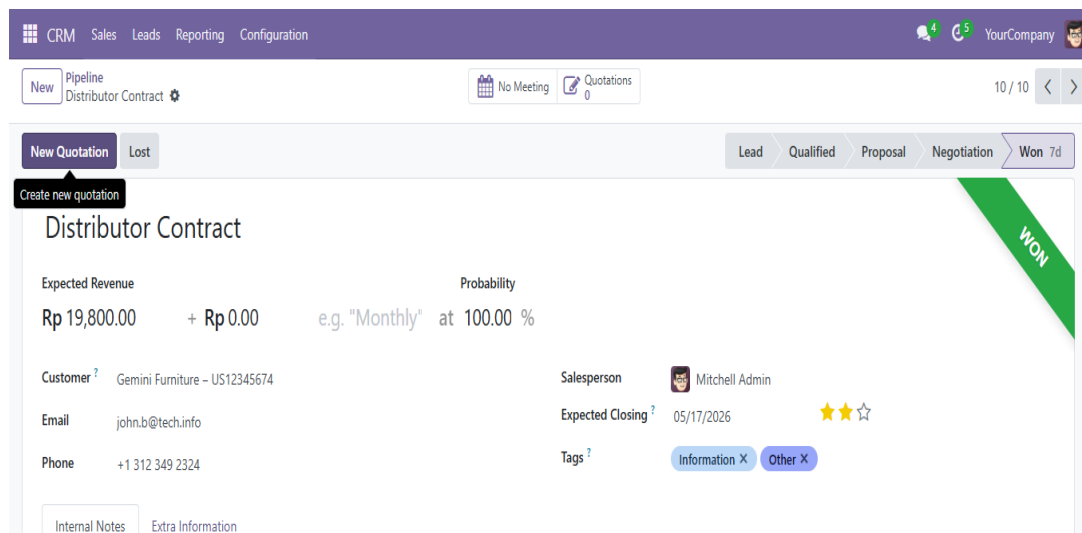 CRM Sales Leads Reporting Configuration 4 5 YourCompany
New Pipeline
Distributor Contract
No Meeting Quotations
0
10 / 10
New Quotation Lost Lead Qualified Proposal Negotiation Won 7d
Create new quotation
Distributor Contract
WON
Expected Revenue Probability
Rp 19,800.00 + Rp 0.00 e.g. "Monthly" at 100.00 %
Customer ? Gemini Furniture – US12345674 Salesperson Mitchell Admin
Email john.b@tech.info Expected Closing ? 05/17/2026
Phone +1 312 349 2324 Tags ? Information × Other ×
Internal Notes Extra Information